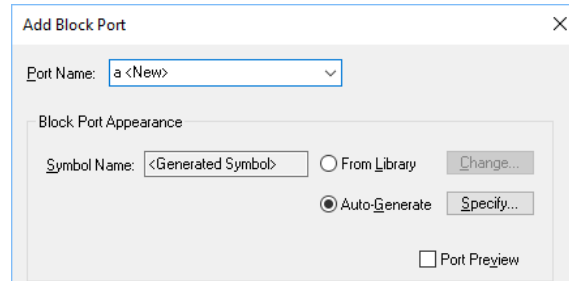 Add Block Port
Port Name: a <New>
Block Port Appearance
Symbol Name: <Generated Symbol> From Library Change...
Auto-Generate Specify...
Port Preview